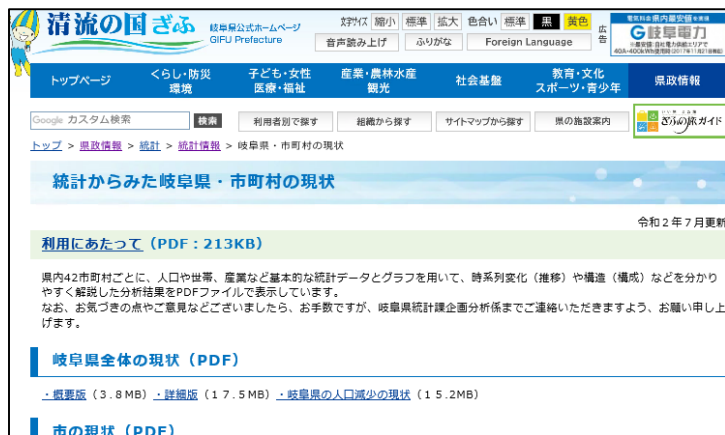 清流の国ぎふ
岐阜県公式ホームページ
GIFU Prefecture
文字サイズ 縮小 標準 拡大 色合い 標準 黒 黄色
音声読み上げ ふりがな Foreign Language
広告
電気料金県内最安値
G岐阜電力
トップページ
くらし・防災
環境
子ども・女性
医療・福祉
産業・農林水産
観光
社会基盤
教育・文化
スポーツ・青少年
県政情報
Google カスタム検索 検索 利用者別で探す 組織から探す サイトマップから探す 県の施設案内
ぎふの旅ガイド
トップ > 県政情報 > 統計 > 統計情報 > 岐阜県・市町村の現状
統計からみた岐阜県・市町村の現状
令和2年7月更新
利用にあたって(PDF:213KB)
県内42市町村ごとに、人口や世帯、産業など基本的な統計データとグラフを用いて、時系列変化(推移)や構造(構成)などを分かり
やすく解説した分析結果をPDFファイルで表示しています。
なお、お気づきの点やご意見などございましたら、お手数ですが、岐阜県統計課企画分析係までご連絡いただきますよう、お願い申し上
げます。
岐阜県全体の現状(PDF)
・概要版(3.8MB)・詳細版(17.5MB)・岐阜県の人口減少の現状(15.2MB)
市の現状(PDF)